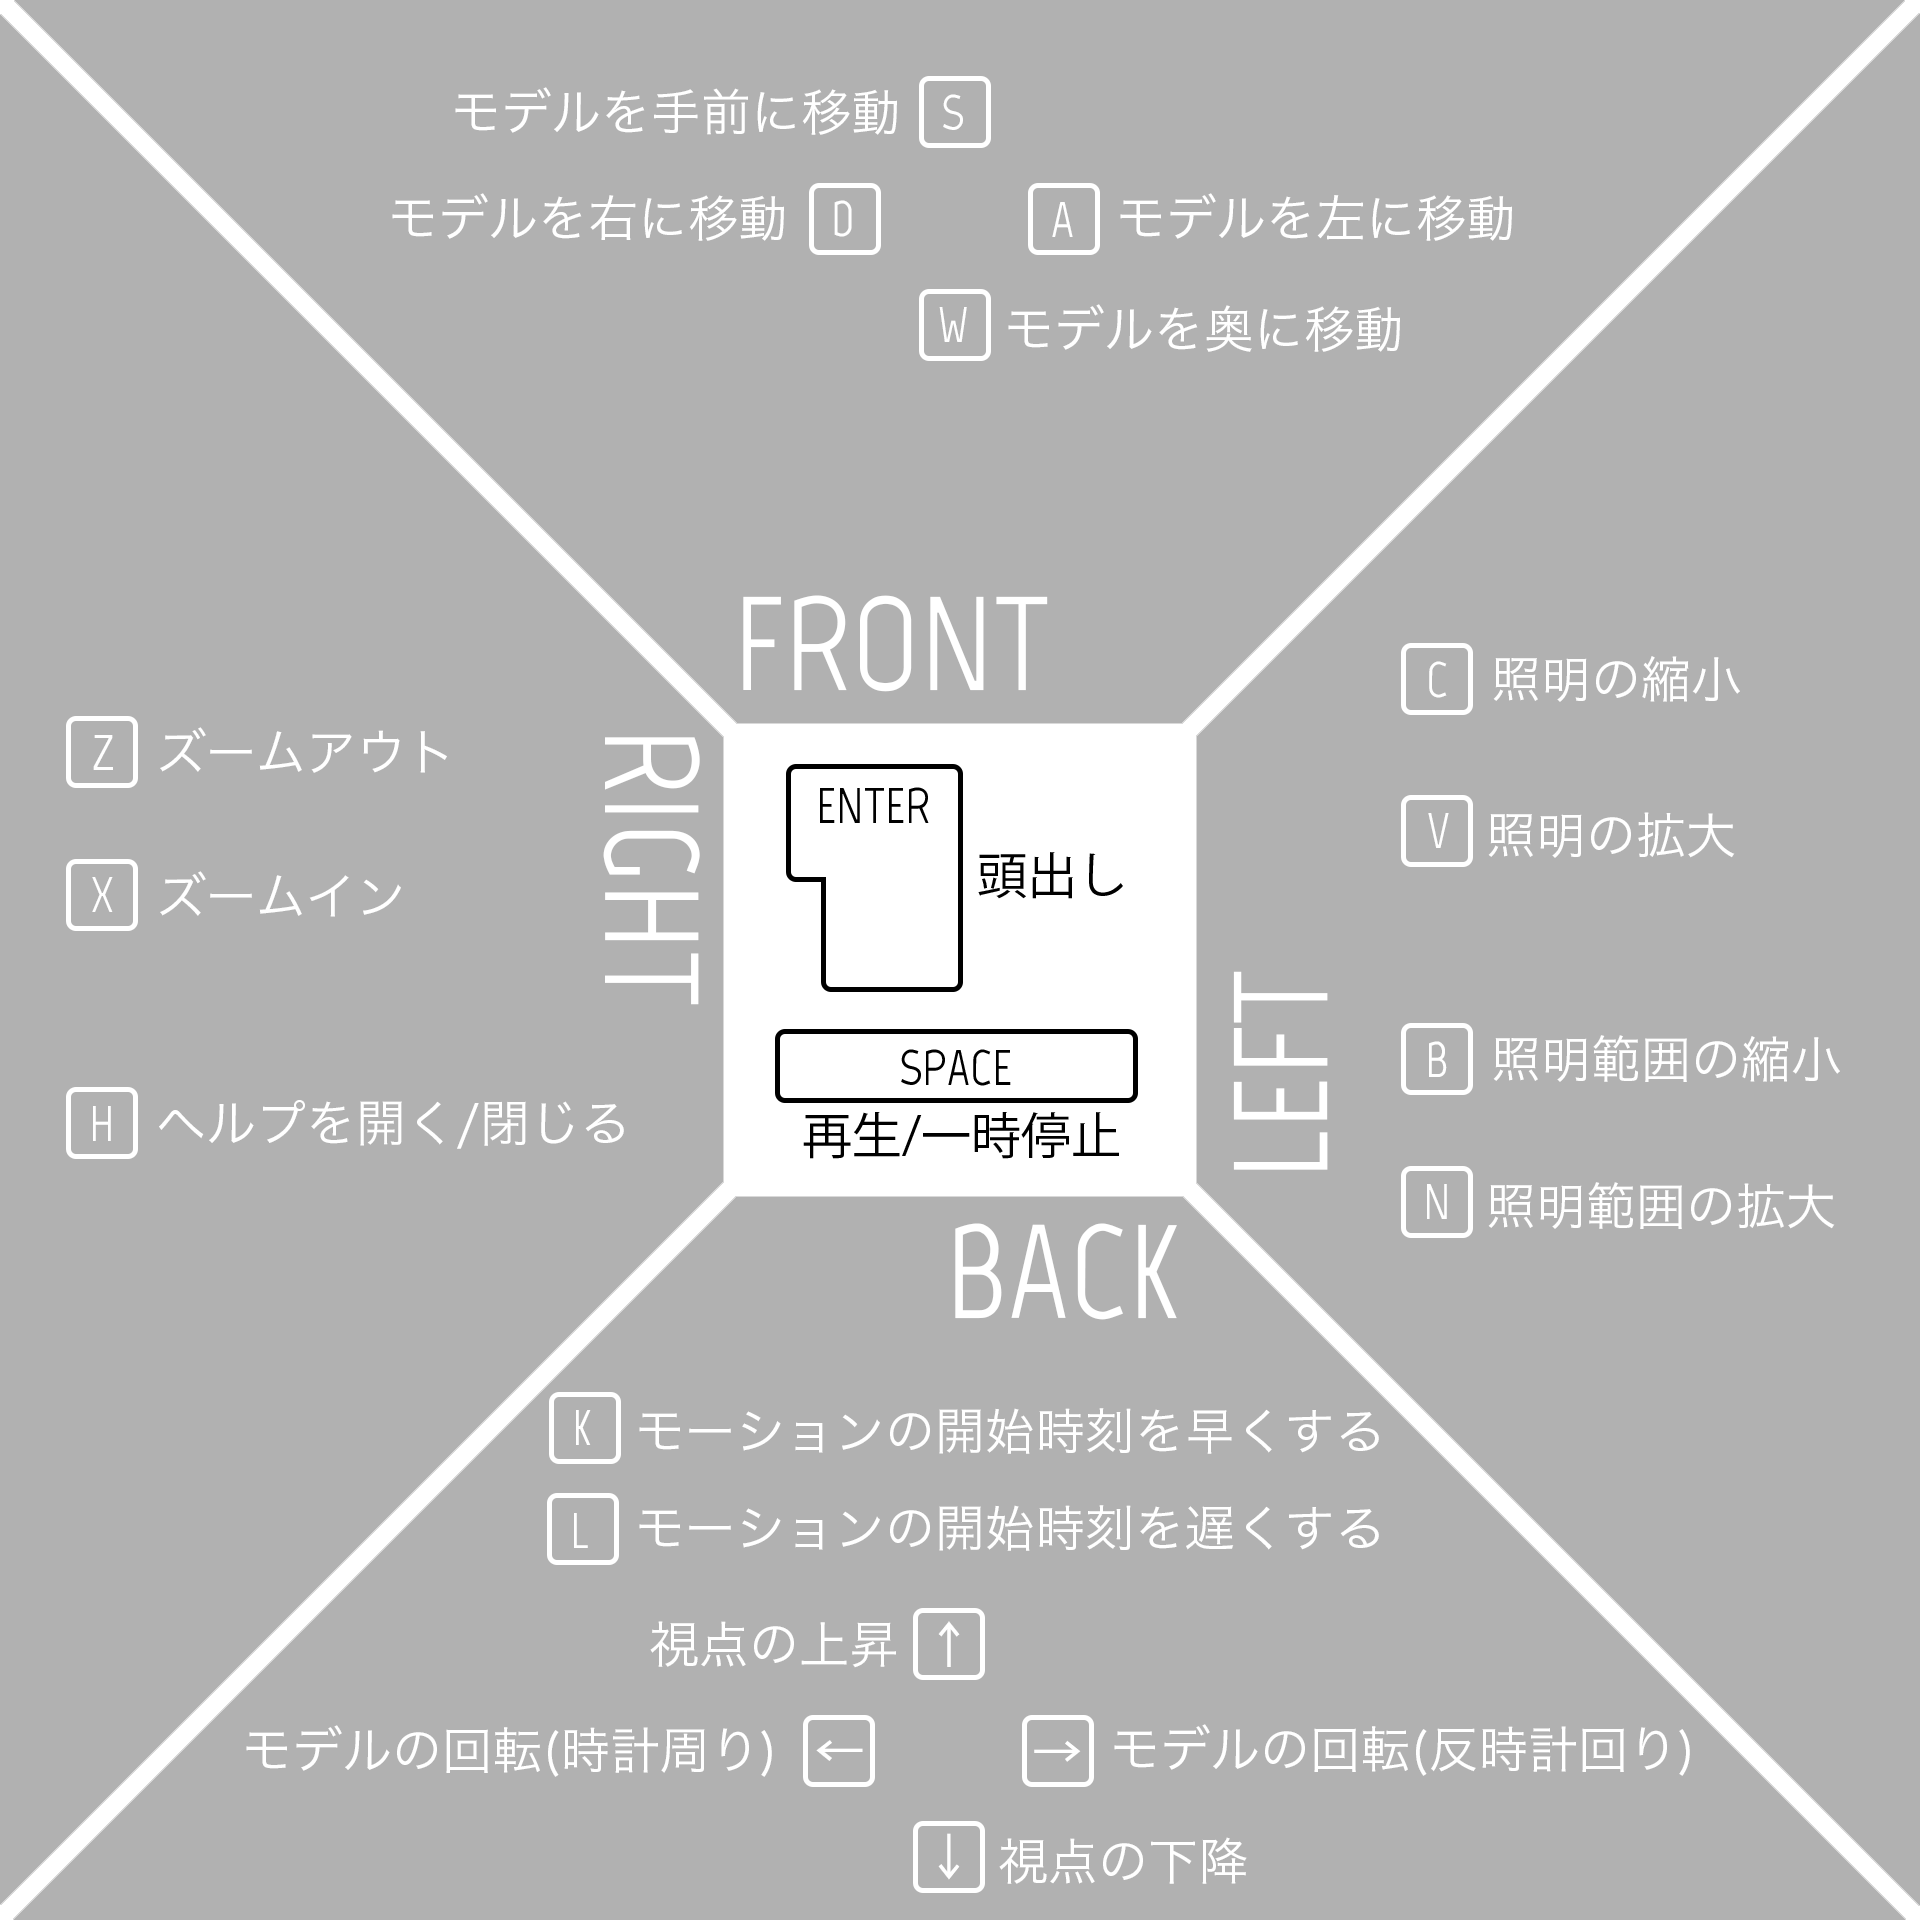 モデルを手前に移動 S
モデルを右に移動 D A モデルを左に移動
W モデルを奥に移動
FRONT
Z ズームアウト
X ズームイン
H ヘルプを開く/閉じる
RIGHT
ENTER
頭出し
SPACE
再生/一時停止
LEFT
C 照明の縮小
V 照明の拡大
B 照明範囲の縮小
N 照明範囲の拡大
BACK
K モーションの開始時刻を早くする
L モーションの開始時刻を遅くする
視点の上昇 ↑
モデルの回転(時計周り) ← → モデルの回転(反時計回り)
↓ 視点の下降